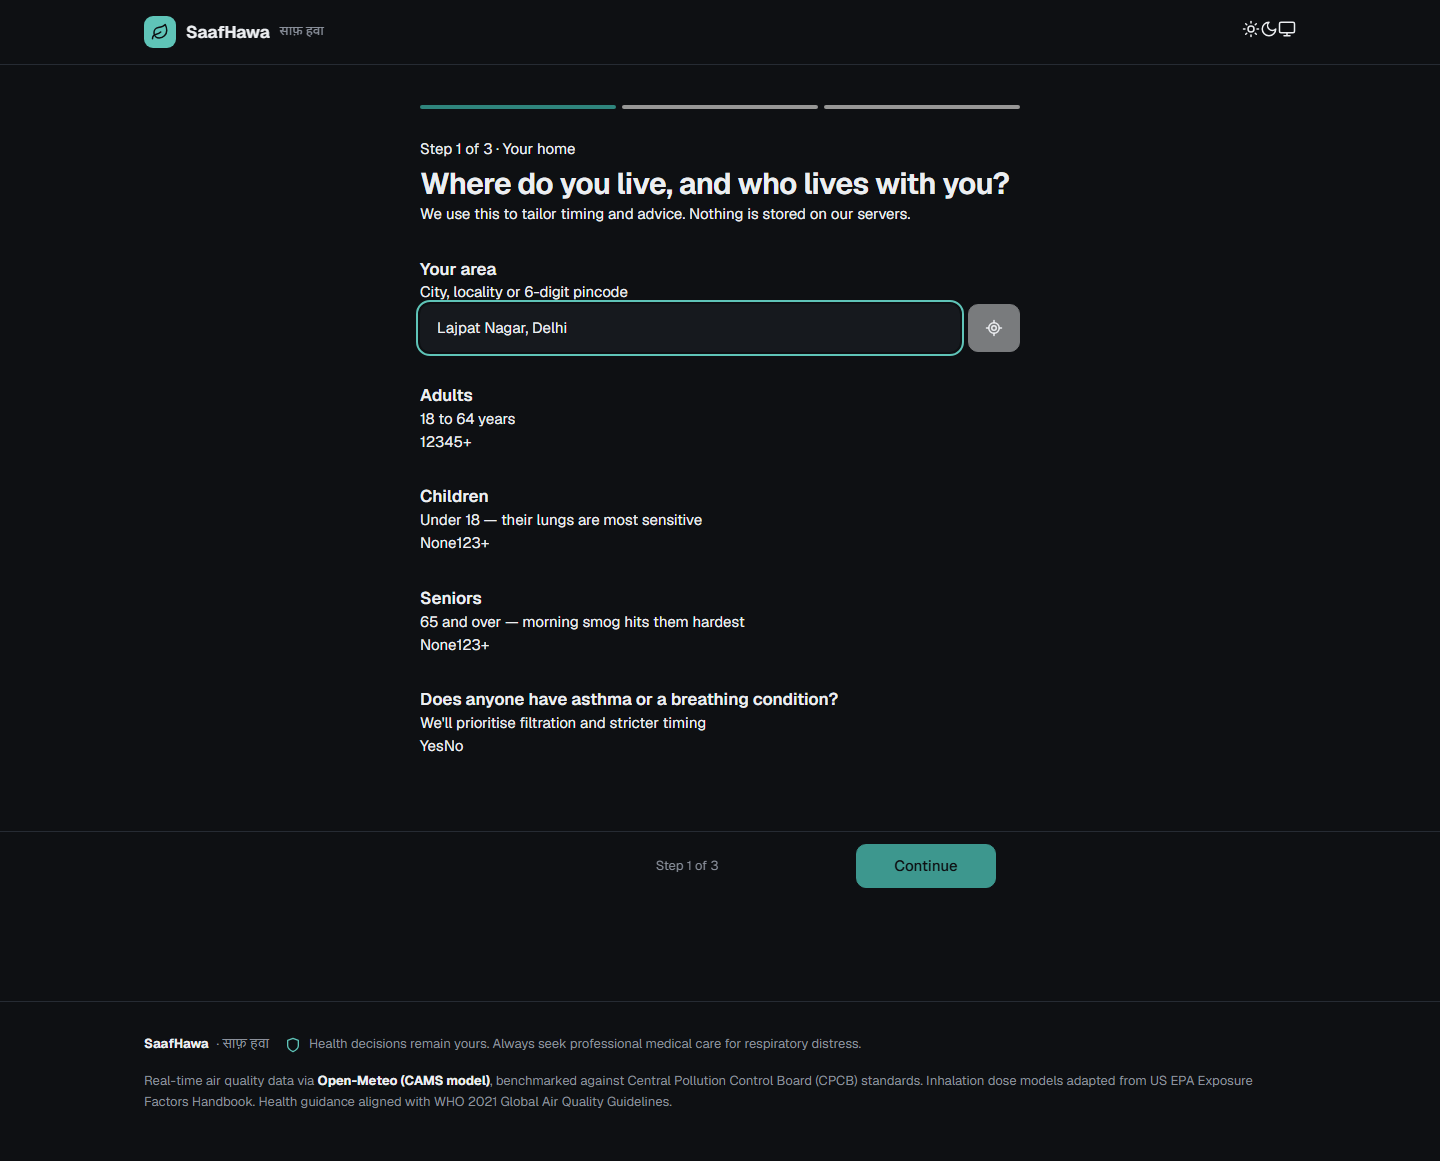 SaafHawa साफ़ हवा
Step 1 of 3 · Your home
Where do you live, and who lives with you?
We use this to tailor timing and advice. Nothing is stored on our servers.
Your area
City, locality or 6-digit pincode
Lajpat Nagar, Delhi
Adults
18 to 64 years
12345+
Children
Under 18 — their lungs are most sensitive
None123+
Seniors
65 and over — morning smog hits them hardest
None123+
Does anyone have asthma or a breathing condition?
We'll prioritise filtration and stricter timing
YesNo
Step 1 of 3 Continue
SaafHawa · साफ़ हवा Health decisions remain yours. Always seek professional medical care for respiratory distress.
Real-time air quality data via Open-Meteo (CAMS model), benchmarked against Central Pollution Control Board (CPCB) standards. Inhalation dose models adapted from US EPA Exposure
Factors Handbook. Health guidance aligned with WHO 2021 Global Air Quality Guidelines.